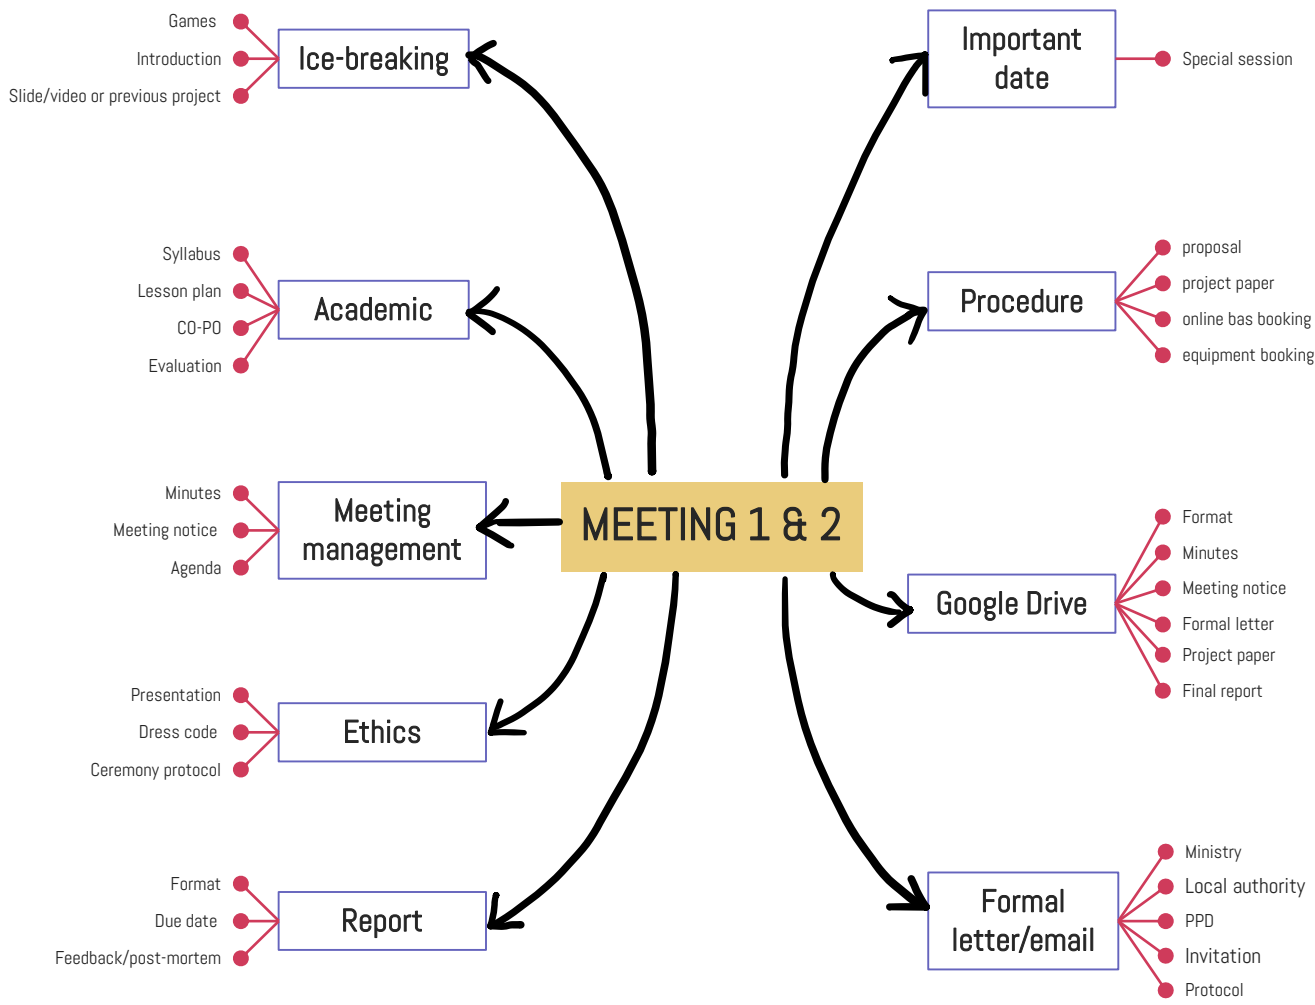 Games
Introduction
Slide/video or previous project
Ice-breaking
Syllabus
Lesson plan
CO-PO
Evaluation
Academic
Minutes
Meeting notice
Agenda
Meeting
management
Presentation
Dress code
Ceremony protocol
Ethics
Format
Due date
Feedback/post-mortem
Report
MEETING 1 & 2
Important
date
Special session
Procedure
proposal
project paper
online bas booking
equipment booking
Google Drive
Format
Minutes
Meeting notice
Formal letter
Project paper
Final report
Formal
letter/email
Ministry
Local authority
PPD
Invitation
Protocol